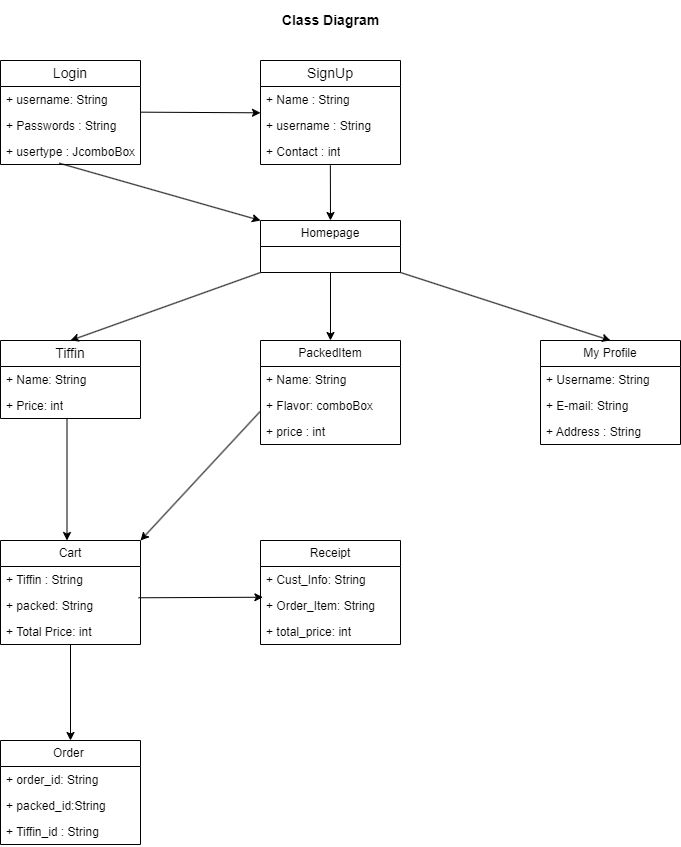 Class Diagram
Login
+ username: String
+ Passwords : String
+ usertype : JcomboBox
SignUp
+ Name : String
+ username : String
+ Contact : int
Homepage
Tiffin
+ Name: String
+ Price: int
PackedItem
+ Name: String
+ Flavor: comboBox
+ price : int
My Profile
+ Username: String
+ E-mail: String
+ Address : String
Cart
+ Tiffin : String
+ packed: String
+ Total Price: int
Receipt
+ Cust_Info: String
+ Order_Item: String
+ total_price: int
Order
+ order_id: String
+ packed_id:String
+ Tiffin_id : String